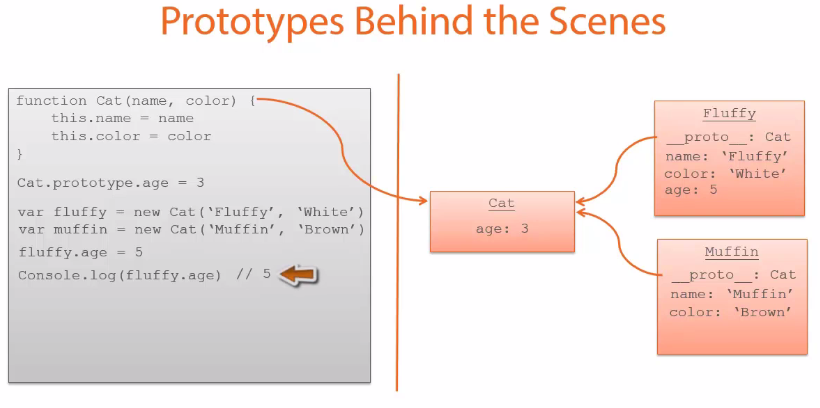 Prototypes Behind the Scenes
function Cat(name, color) {
this.name = name
this.color = color
}
Cat.prototype.age = 3
var fluffy = new Cat(‘Fluffy’, ‘White’)
var muffin = new Cat(‘Muffin’, ‘Brown’)
fluffy.age = 5
Console.log(fluffy.age) // 5
Cat
age: 3
Fluffy
__proto__: Cat
name: ‘Fluffy’
color: ‘White’
age: 5
Muffin
__proto__: Cat
name: ‘Muffin’
color: ‘Brown’